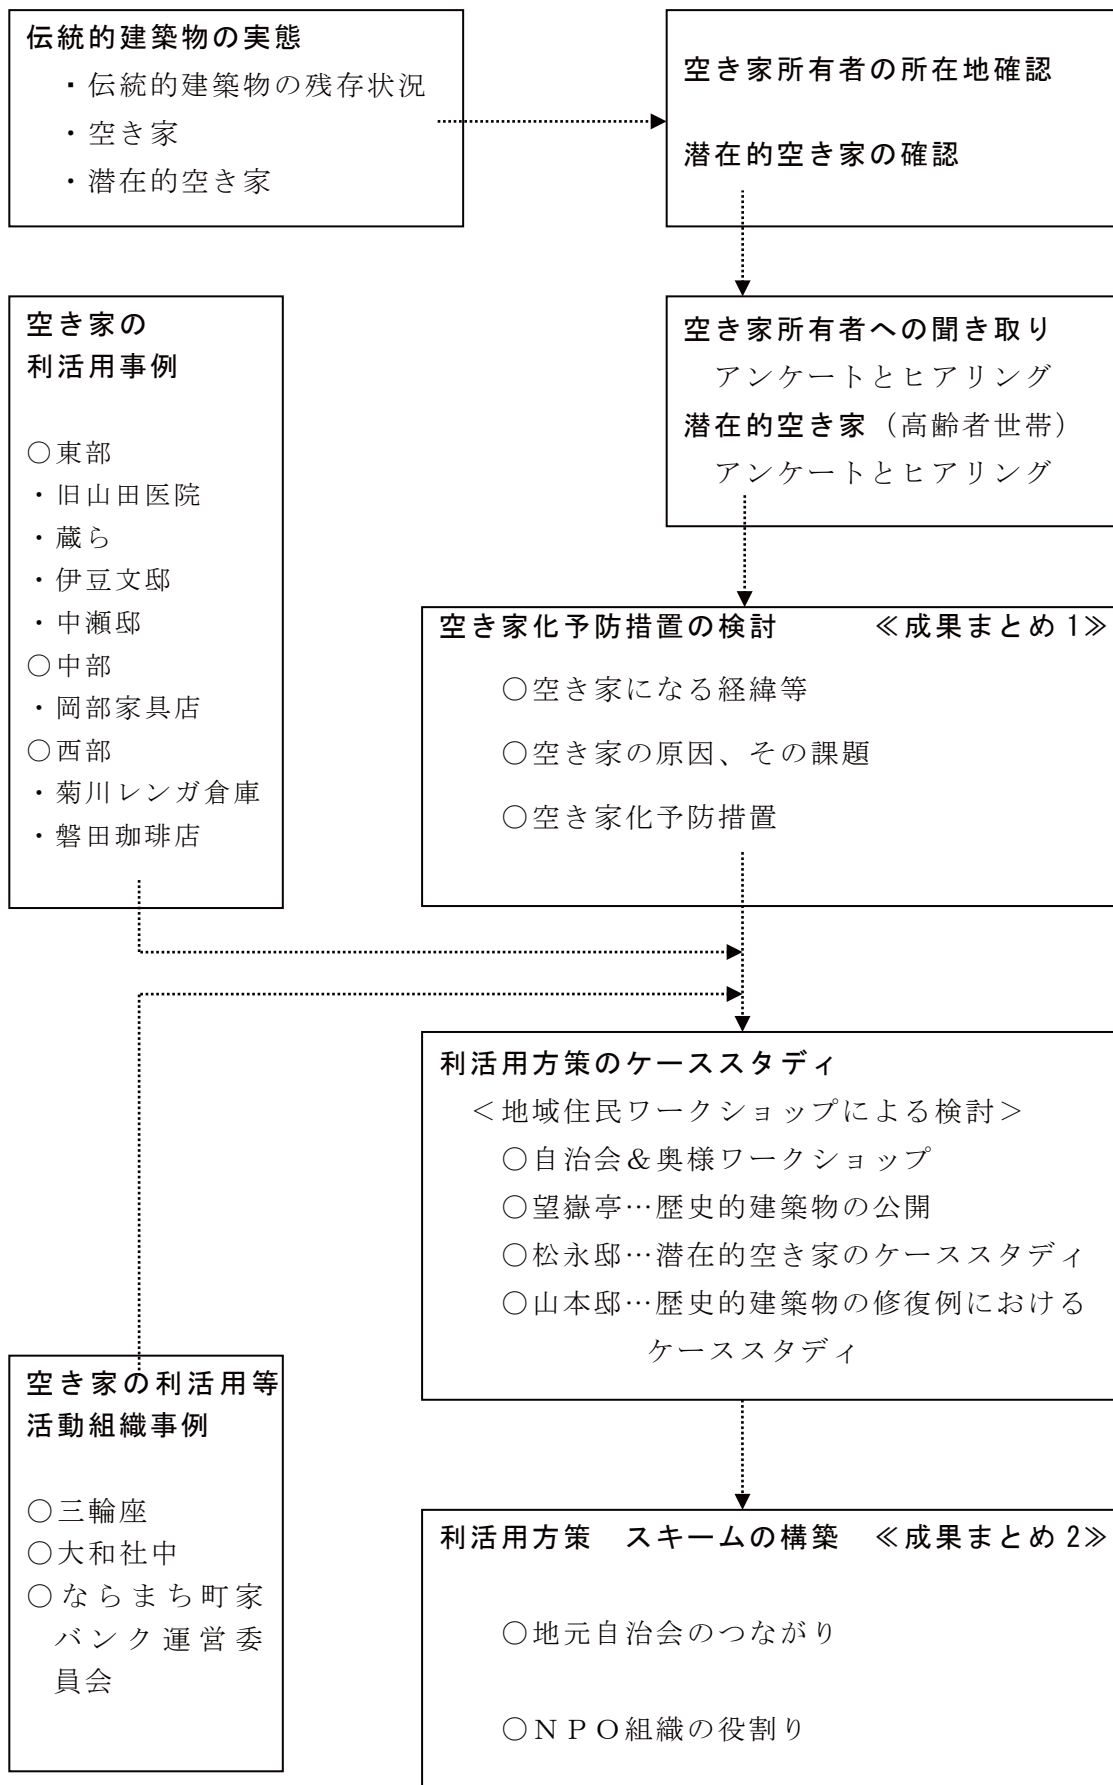 伝統的建築物の実態
・伝統的建築物の残存状況
・空き家
・潜在的空き家
空き家所有者の所在地確認
潜在的空き家の確認
空き家の
利活用事例
○東部
・旧山田医院
・蔵ら
・伊豆文邸
・中瀬邸
○中部
・岡部家具店
○西部
・菊川レンガ倉庫
・磐田珈琲店
空き家所有者への聞き取り
アンケートとヒアリング
潜在的空き家（高齢者世帯）
アンケートとヒアリング
空き家化予防措置の検討　≪成果まとめ1≫
○空き家になる経緯等
○空き家の原因、その課題
○空き家化予防措置
利活用方策のケーススタディ
＜地域住民ワークショップによる検討＞
○自治会＆奥様ワークショップ
○望嶽亭…歴史的建築物の公開
○松永邸…潜在的空き家のケーススタディ
○山本邸…歴史的建築物の修復例における
ケーススタディ
空き家の利活用等
活動組織事例
○三輪座
○大和社中
○ならまち町家
バンク運営委
員会
利活用方策　スキームの構築　≪成果まとめ2≫
○地元自治会のつながり
○ＮＰＯ組織の役割り